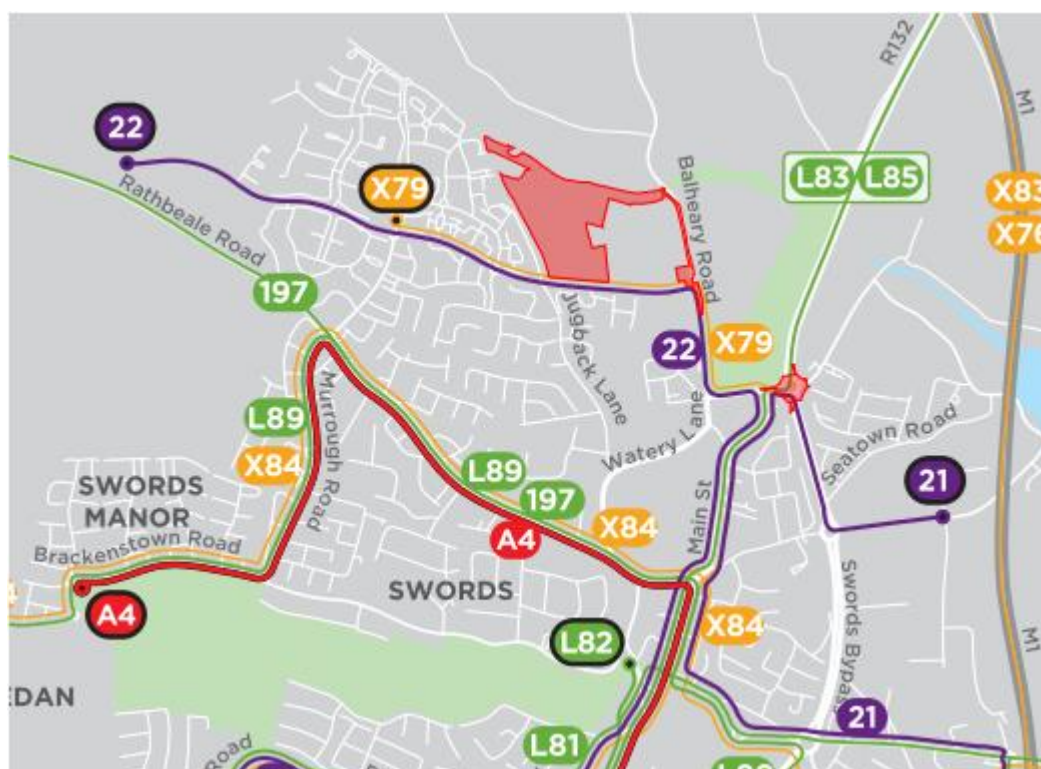 R132
M1
22
X79
Rathbeale Road
Balheary Road
L83 L85
X83
X76
197
Jugback Lane
22
X79
Murrough Road
L89
X84
Watery Lane
Seatown Road
L89
197
21
SWORDS
MANOR
Main St
X84
A4
Brackenstown Road
SWORDS
Swords Bypass
A4
L82
X84
M1
EDAN
21
L81
Road